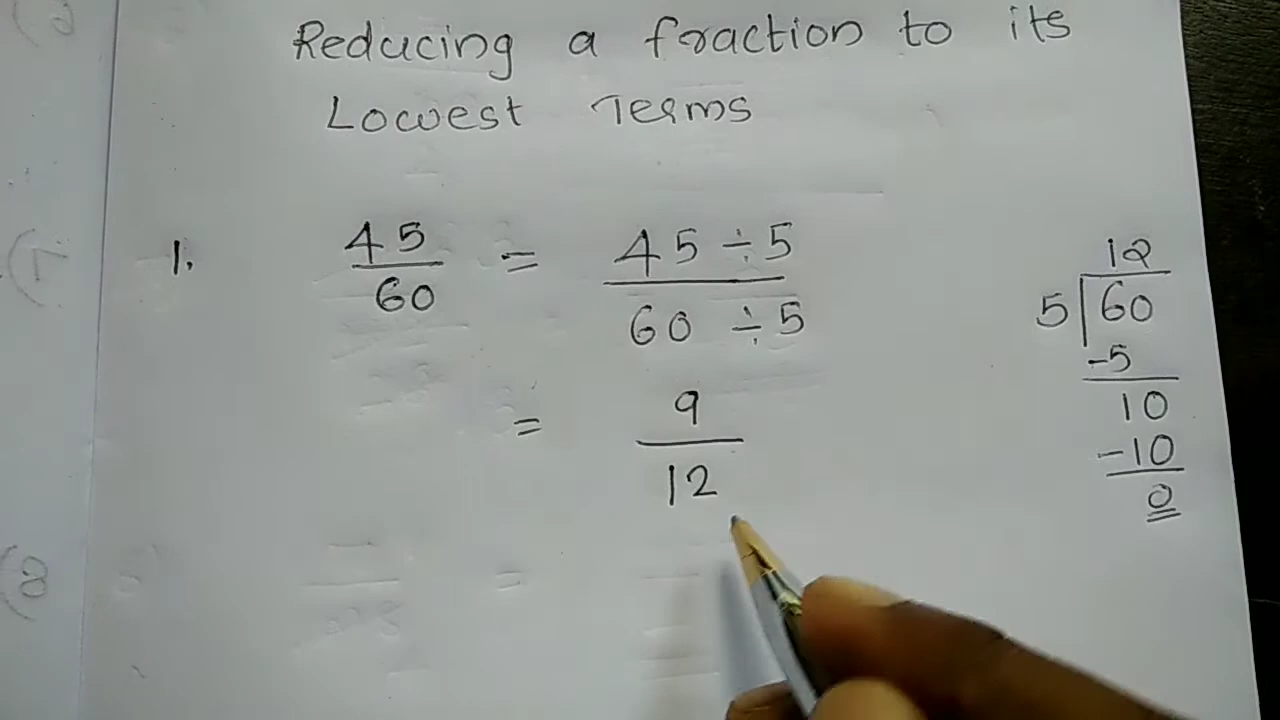 Reducing a fraction to its
Lowest Terms
1. 45/60 = 45 ÷ 5 / 60 ÷ 5
= 9/12
12
5 60
-5
10
-10
0